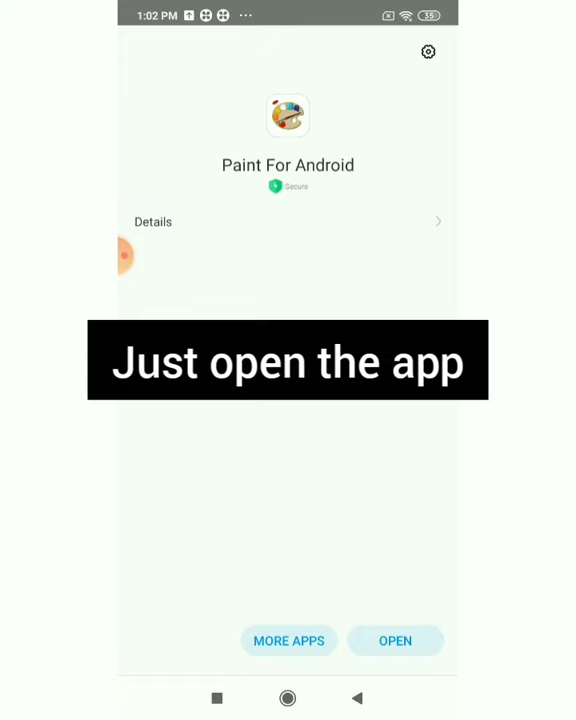 1:02 PM ... 35
Paint For Android
Secure
Details
Just open the app
MORE APPS OPEN